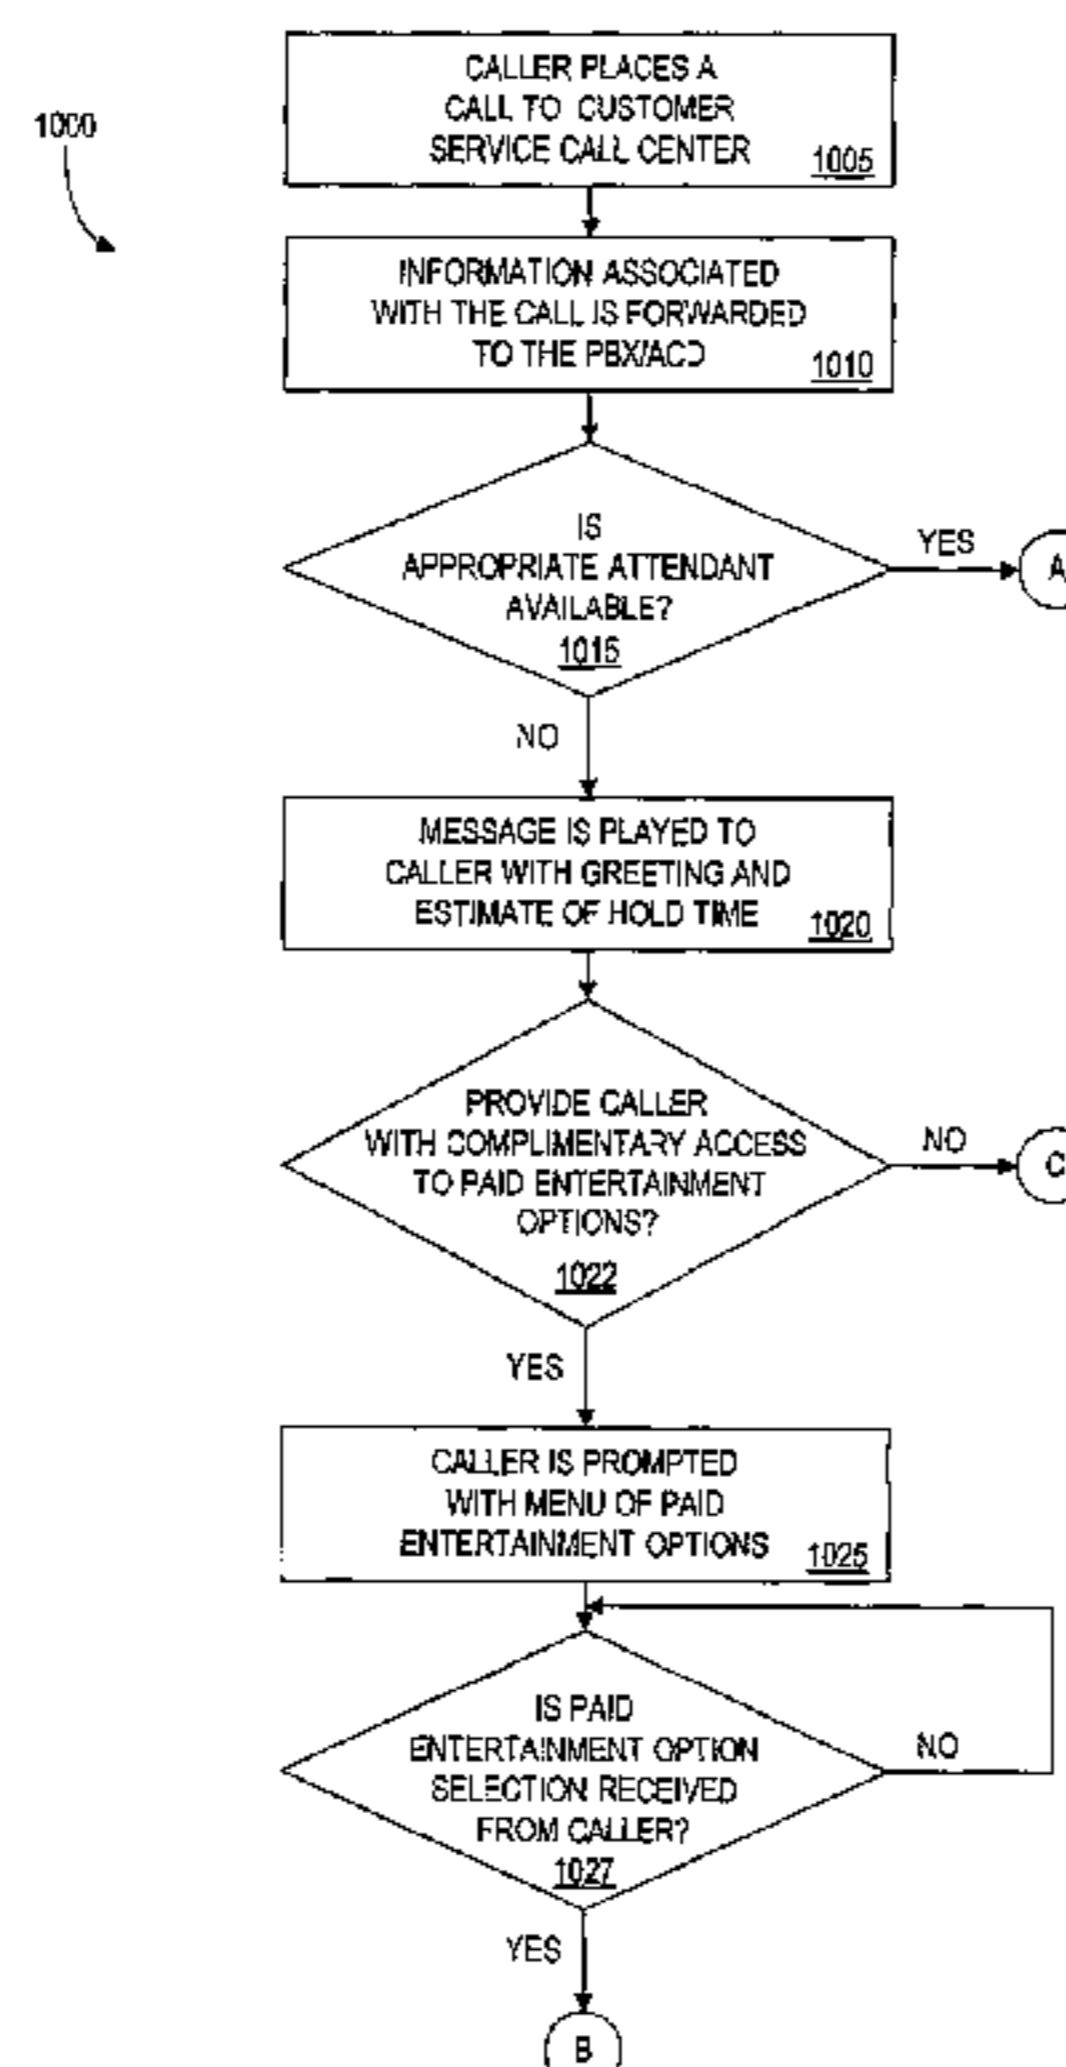 1000
CALLER PLACES A
CALL TO CUSTOMER
SERVICE CALL CENTER
1005
INFORMATION ASSOCIATED
WITH THE CALL IS FORWARDED
TO THE PBX/ACD
1010
IS
APPROPRIATE ATTENDANT
AVAILABLE?
1015
YES
A
NO
MESSAGE IS PLAYED TO
CALLER WITH GREETING AND
ESTIMATE OF HOLD TIME
1020
PROVIDE CALLER
WITH COMPLIMENTARY ACCESS
TO PAID ENTERTAINMENT
OPTIONS?
1022
NO
C
YES
CALLER IS PROMPTED
WITH MENU OF PAID
ENTERTAINMENT OPTIONS
1025
IS PAID
ENTERTAINMENT OPTION
SELECTION RECEIVED
FROM CALLER?
1027
NO
YES
B